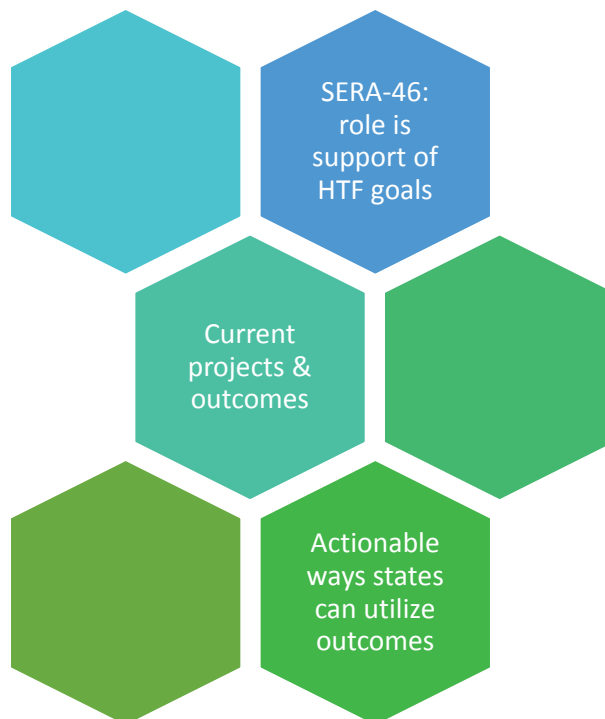 SERA-46:
role is
support of
HTF goals
Current
projects &
outcomes
Actionable
ways states
can utilize
outcomes